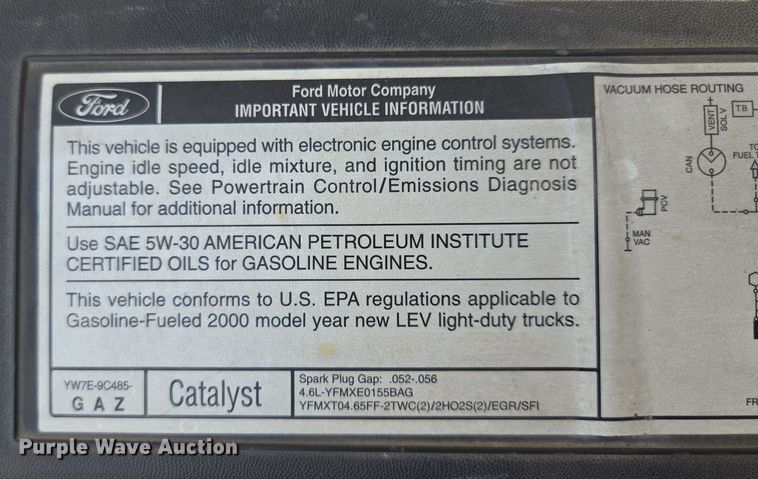 Ford
Ford Motor Company
IMPORTANT VEHICLE INFORMATION
This vehicle is equipped with electronic engine control systems.
Engine idle speed, idle mixture, and ignition timing are not
adjustable. See Powertrain Control/Emissions Diagnosis
Manual for additional information.
Use SAE 5W-30 AMERICAN PETROLEUM INSTITUTE
CERTIFIED OILS for GASOLINE ENGINES.
This vehicle conforms to U.S. EPA regulations applicable to
Gasoline-Fueled 2000 model year new LEV light-duty trucks.
YW7E-9C485-
G A Z
Catalyst
Spark Plug Gap: .052-.056
4.6L-YFMXE0155BAG
YFMXT04.65FF-2TWC(2)/2HO2S(2)/EGR/SFI
VACUUM HOSE ROUTING
VENT
SOL V
TB
CAN
TO
FUEL T
PCV
MAN
VAC
FR
Purple Wave Auction